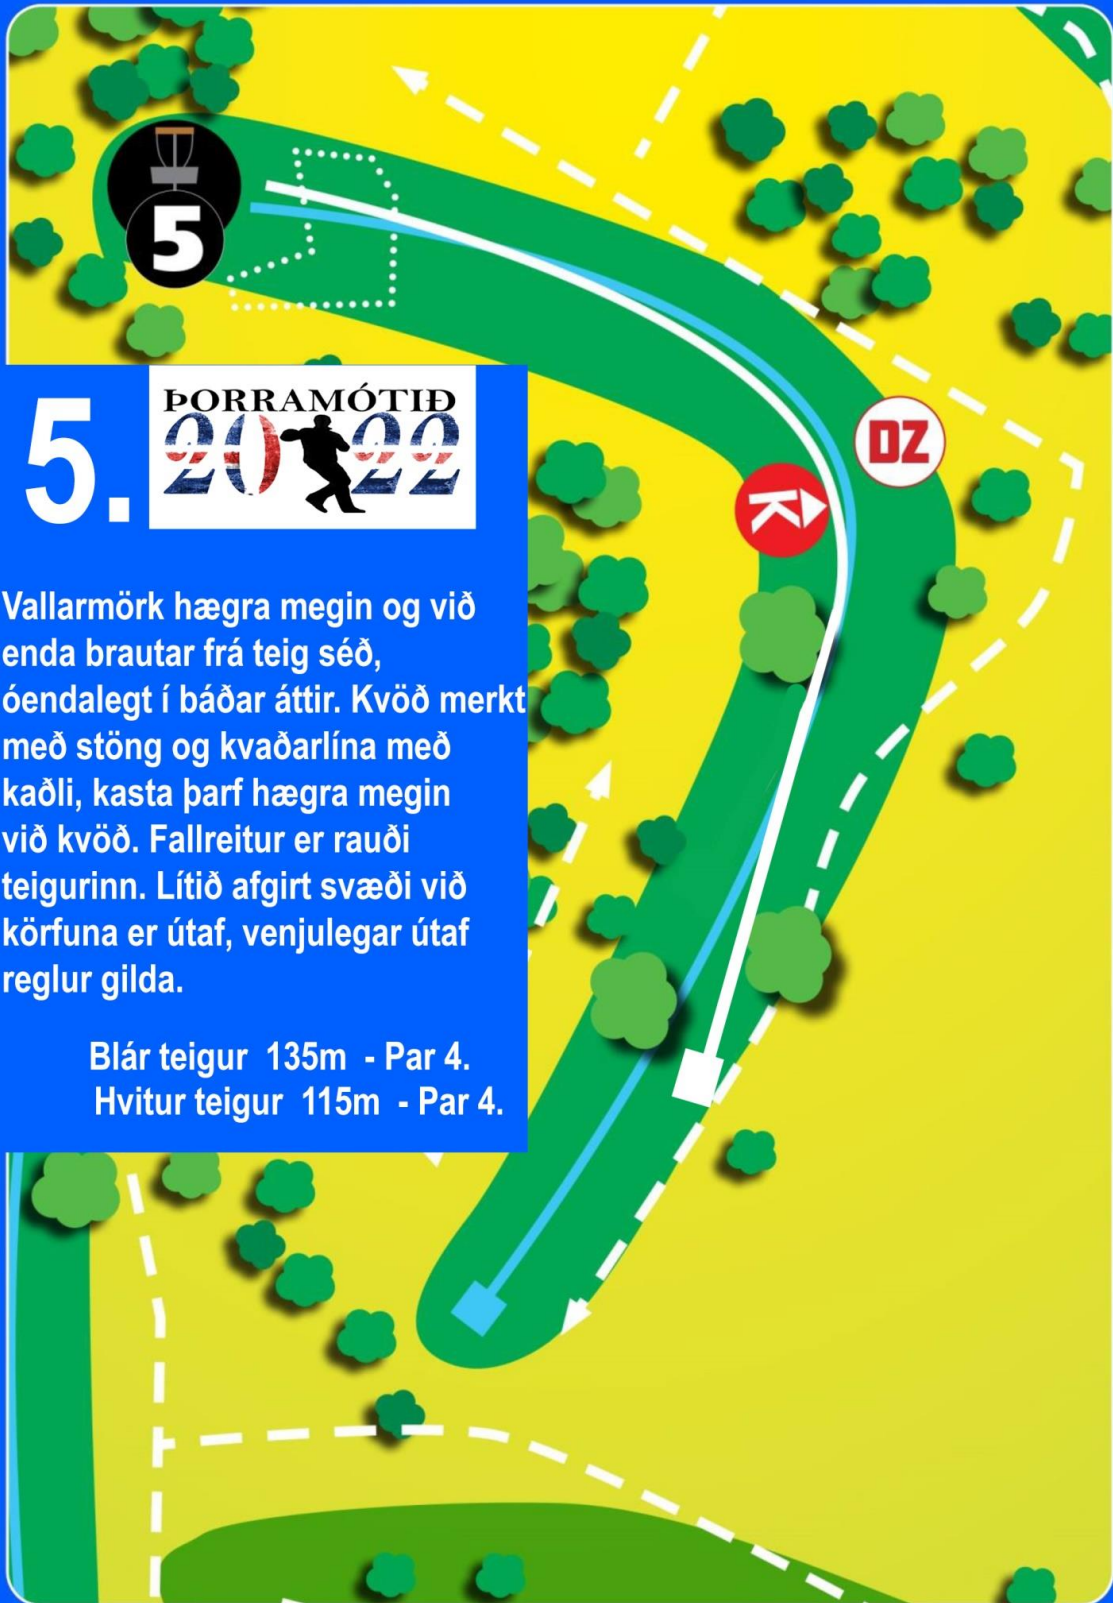 5
5.
ÞORRAMÓTIÐ
2022
DZ
K
Vallarmörk hægra megin og við
enda brautar frá teig séð,
óendalegt í báðar áttir. Kvöð merkt
með stöng og kvaðarlína með
kaðli, kasta þarf hægra megin
við kvöð. Fallreitur er rauði
teigurinn. Lítið afgirt svæði við
körfuna er útaf, venjulegar útaf
reglur gilda.
Blár teigur 135m - Par 4.
Hvitur teigur 115m - Par 4.